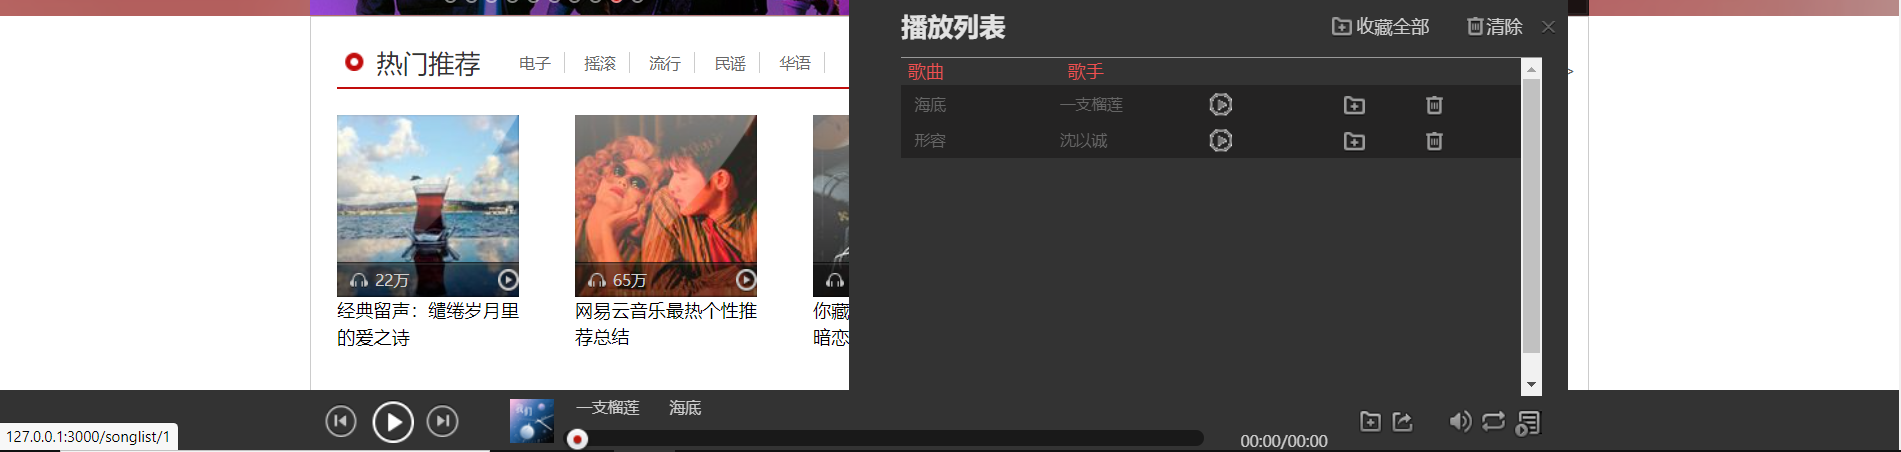 播放列表 收藏全部 清除
热门推荐 电子 摇滚 流行 民谣 华语
歌曲 歌手
海底 一支榴莲
形容 沈以诚
22万 65万
经典留声：缱绻岁月里的爱之诗
网易云音乐最热个性推荐总结
你藏
暗恋
一支榴莲 海底
127.0.0.1:3000/songlist/1
00:00/00:00